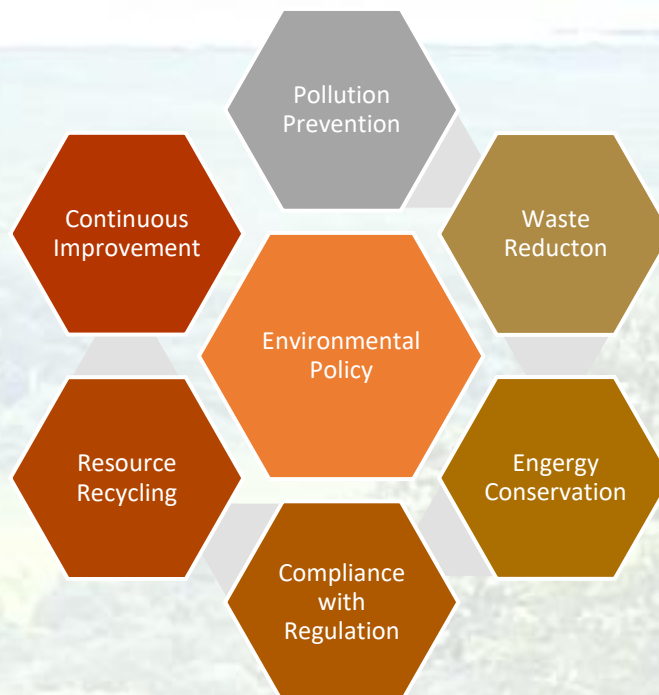 Pollution
Prevention
Continuous
Improvement
Waste
Reducton
Environmental
Policy
Resource
Recycling
Engergy
Conservation
Compliance
with
Regulation